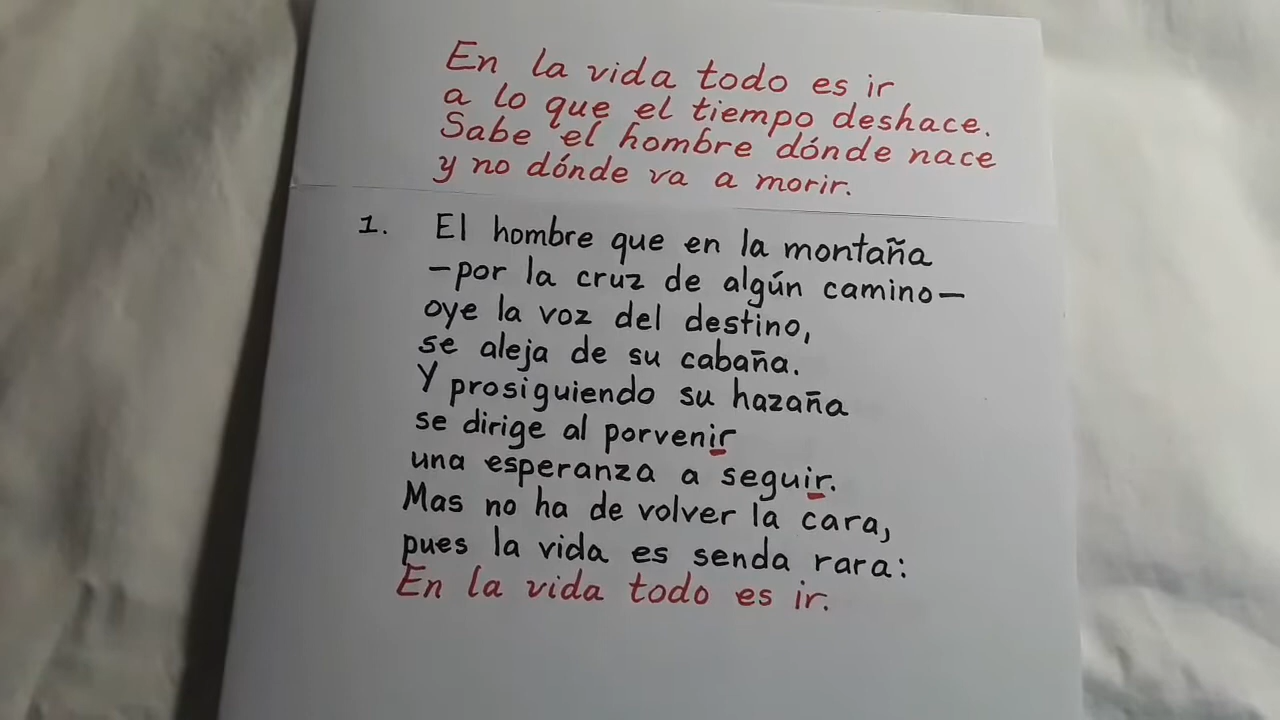 En la vida todo es ir
a lo que el tiempo deshace.
Sabe el hombre dónde nace
y no dónde va a morir.
1. El hombre que en la montaña
—por la cruz de algún camino—
oye la voz del destino,
se aleja de su cabaña.
Y prosiguiendo su hazaña
se dirige al porvenir
una esperanza a seguir.
Mas no ha de volver la cara,
pues la vida es senda rara:
En la vida todo es ir.